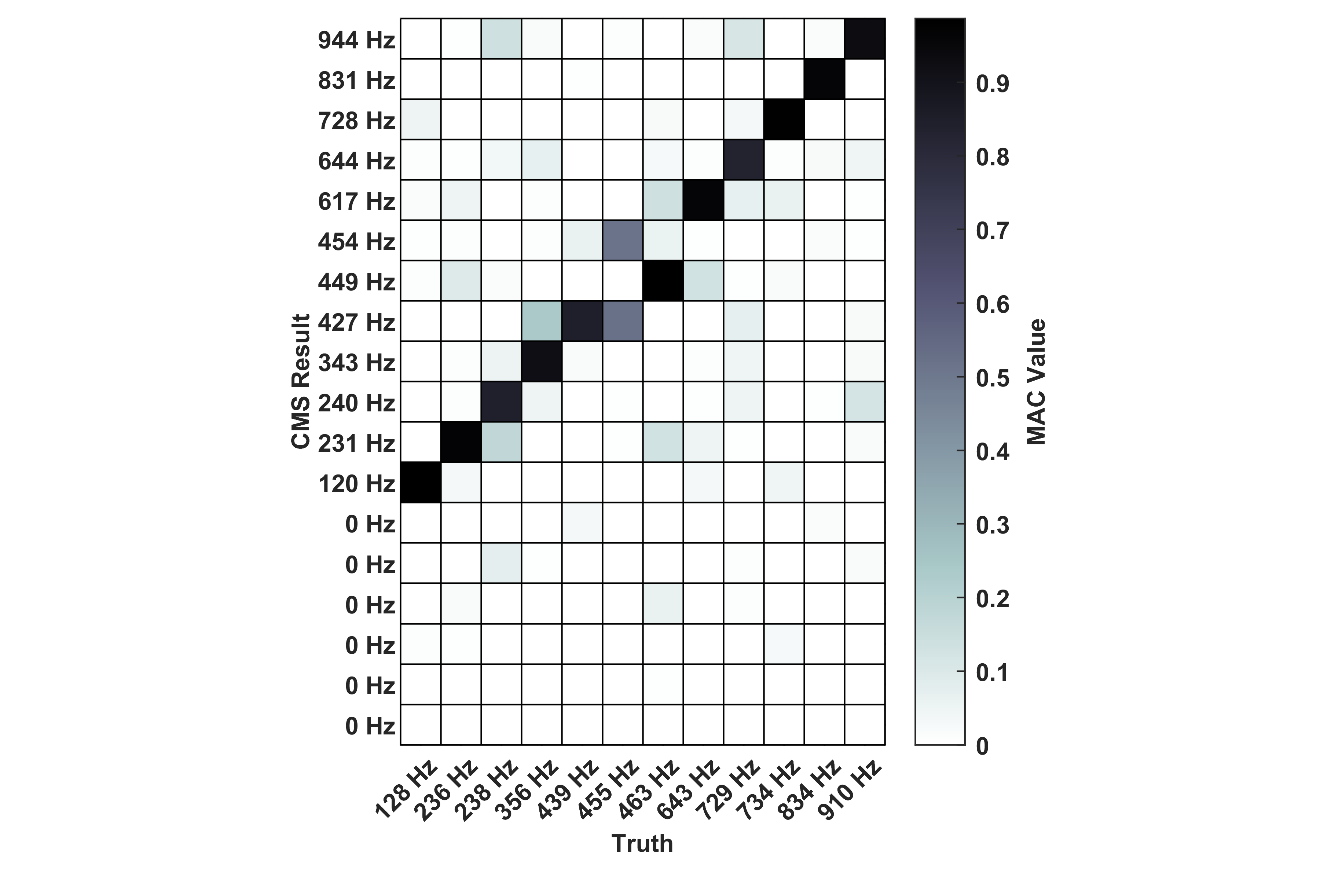 944 Hz
831 Hz
728 Hz
644 Hz
617 Hz
454 Hz
449 Hz
427 Hz
343 Hz
240 Hz
231 Hz
120 Hz
0 Hz
0 Hz
0 Hz
0 Hz
0 Hz
0 Hz
CMS Result
128 Hz
236 Hz
238 Hz
356 Hz
439 Hz
455 Hz
463 Hz
643 Hz
729 Hz
734 Hz
834 Hz
910 Hz
Truth
0.9
0.8
0.7
0.6
0.5
0.4
0.3
0.2
0.1
0
MAC Value